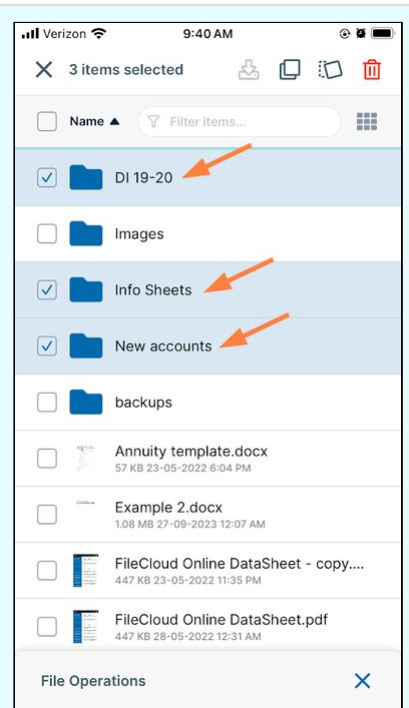 Verizon 9:40 AM
3 items selected
Name Filter items...
DI 19-20
Images
Info Sheets
New accounts
backups
Annuity template.docx
57 KB 23-05-2022 6:04 PM
Example 2.docx
1.08 MB 27-09-2023 12:07 AM
FileCloud Online DataSheet - copy....
447 KB 23-05-2022 11:35 PM
FileCloud Online DataSheet.pdf
447 KB 28-05-2022 12:31 AM
File Operations